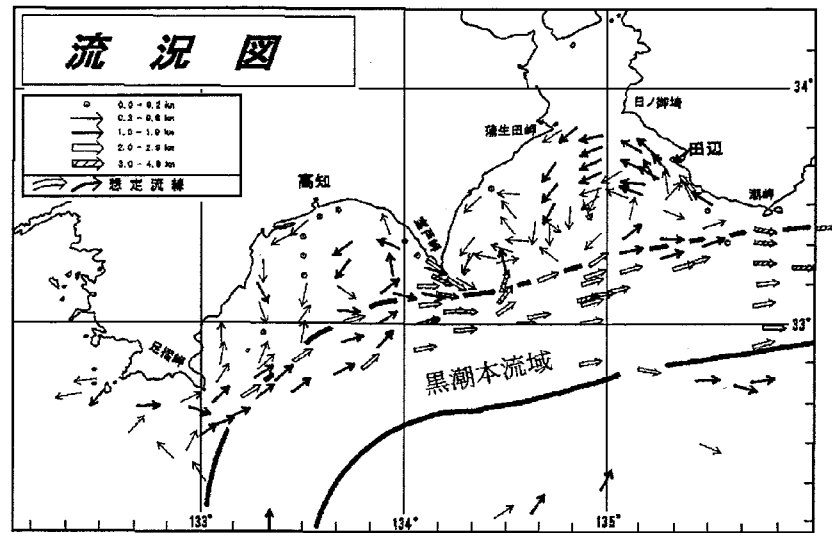 流況図
0.0 - 0.2 kn
0.3 - 0.9 kn
1.0 - 1.9 kn
2.0 - 2.9 kn
3.0 - 4.9 kn
想定流線
34°
日ノ御埼
蒲生田岬
田辺
高知
室戸岬
潮岬
33°
足摺岬
黒潮本流域
133°
134°
135°